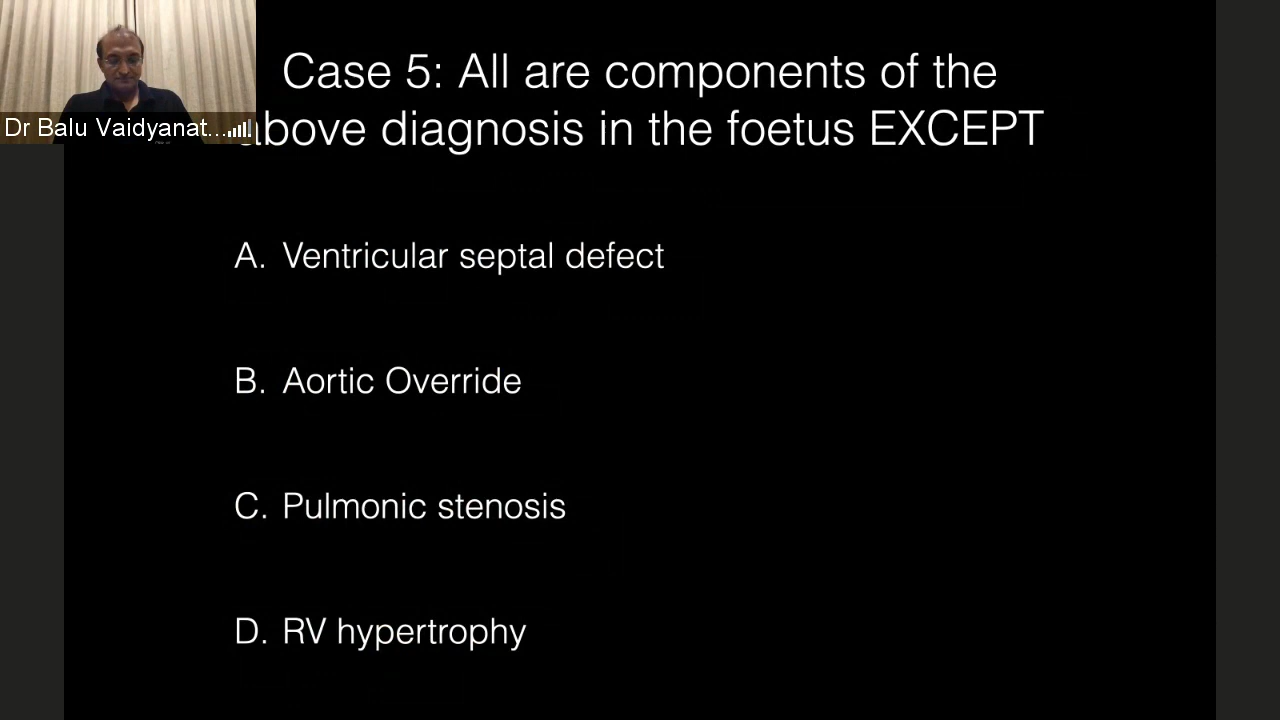 Case 5: All are components of the
Dr Balu Vaidyanat...
above diagnosis in the foetus EXCEPT
A. Ventricular septal defect
B. Aortic Override
C. Pulmonic stenosis
D. RV hypertrophy